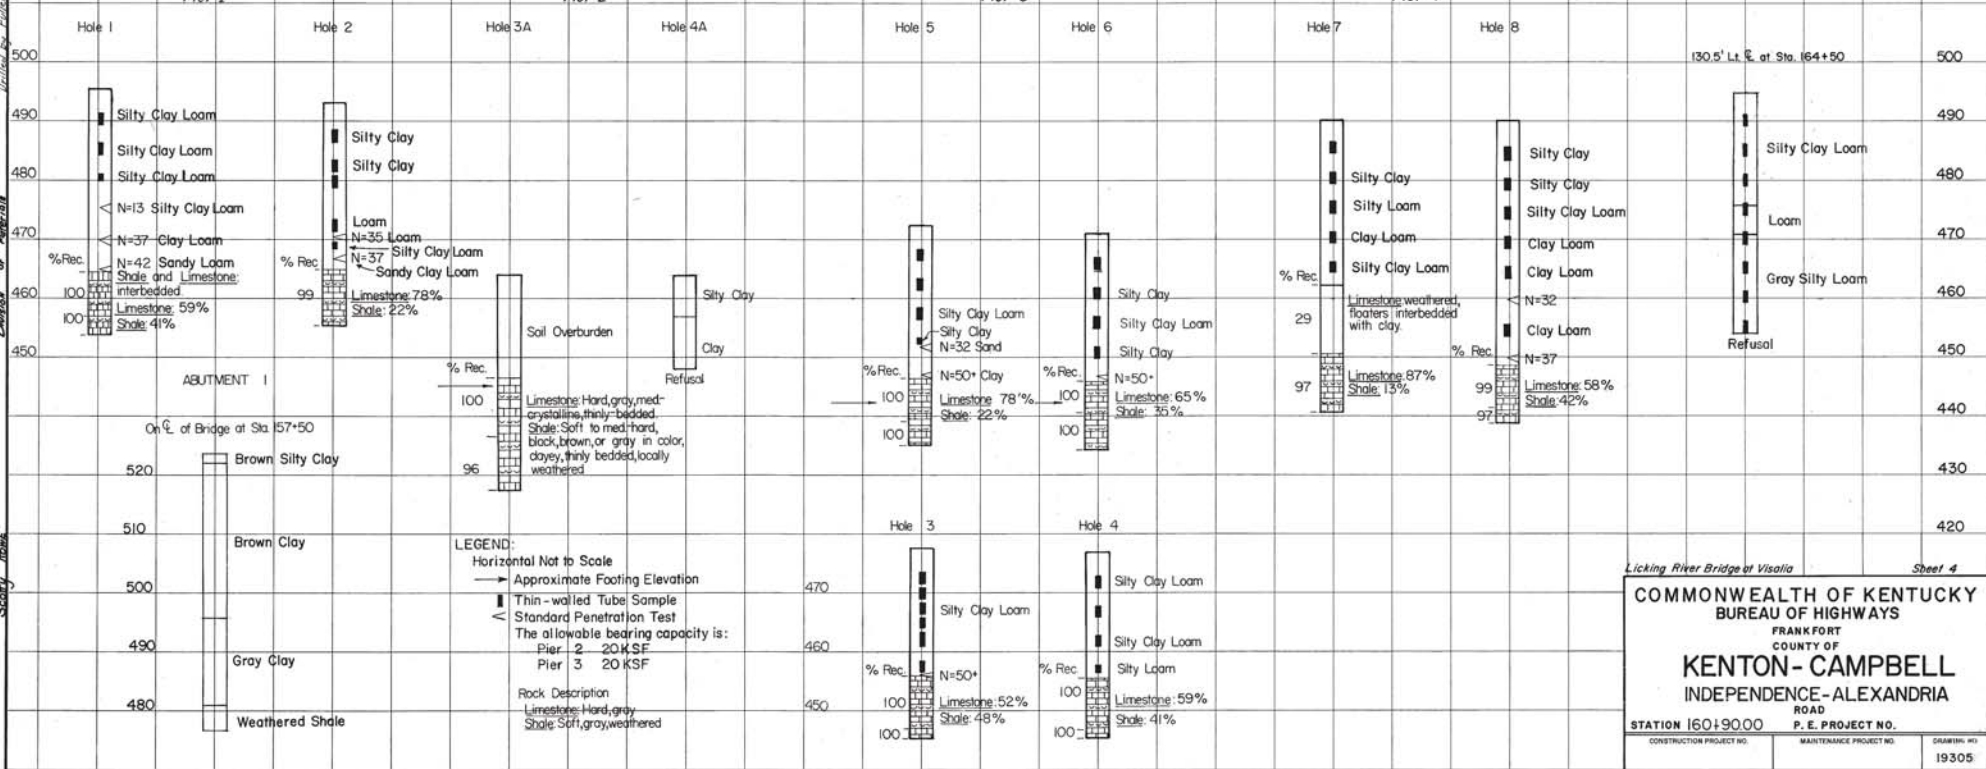 Hole 1
Hole 2
Hole 3A
Hole 4A
Hole 5
Hole 6
Hole 7
Hole 8
500
490
480
470
460
450
130.5' Lt. ℄ at Sta. 164+50
500
490
480
470
460
450
440
430
420
Silty Clay Loam
Silty Clay Loam
Silty Clay Loam
N=13 Silty Clay Loam
N=37 Clay Loam
N=42 Sandy Loam
% Rec.
Shale and Limestone:
interbedded.
100
Limestone: 59%
100
Shale: 41%
Silty Clay
Silty Clay
Loam
N=35 Loam
Silty Clay Loam
N=37
Sandy Clay Loam
% Rec.
99
Limestone: 78%
Shale: 22%
Soil Overburden
% Rec.
100
Limestone: Hard, gray, med-
crystalline, thinly-bedded.
Shale: Soft to med-hard,
black, brown, or gray in color,
clayey, thinly bedded, locally
weathered
96
Silty Clay
Clay
Refusal
Silty Clay Loam
Silty Clay
N=32 Sand
% Rec.
N=50+ Clay
100
Limestone 78%
Shale: 22%
100
Silty Clay
Silty Clay Loam
Silty Clay
% Rec.
N=50+
100
Limestone: 65%
Shale: 35%
100
Silty Clay
Silty Loam
Clay Loam
Silty Clay Loam
% Rec.
Limestone: weathered,
floaters interbedded
with clay.
29
97
Limestone: 87%
Shale: 13%
Silty Clay
Silty Clay
Silty Clay Loam
Clay Loam
Clay Loam
N=32
Clay Loam
% Rec.
N=37
99
Limestone: 58%
Shale: 42%
97
Silty Clay Loam
Loam
Gray Silty Loam
Refusal
ABUTMENT 1
On ℄ of Bridge at Sta. 157+50
520
510
500
490
480
Brown Silty Clay
Brown Clay
Gray Clay
Weathered Shale
LEGEND:
Horizontal Not to Scale
Approximate Footing Elevation
Thin-walled Tube Sample
Standard Penetration Test
The allowable bearing capacity is:
Pier 2 20 KSF
Pier 3 20 KSF
Rock Description
Limestone: Hard, gray
Shale: Soft, gray, weathered
Hole 3
Hole 4
470
460
450
Silty Clay Loam
% Rec.
N=50+
100
Limestone: 52%
Shale: 48%
100
Silty Clay Loam
Silty Clay Loam
% Rec.
Silty Loam
100
Limestone: 59%
Shale: 41%
100
Licking River Bridge at Visalia
Sheet 4
COMMONWEALTH OF KENTUCKY
BUREAU OF HIGHWAYS
FRANKFORT
COUNTY OF
KENTON-CAMPBELL
INDEPENDENCE-ALEXANDRIA
ROAD
STATION 160+90.00 P. E. PROJECT NO.
CONSTRUCTION PROJECT NO.
MAINTENANCE PROJECT NO.
DRAWING NO.
19305